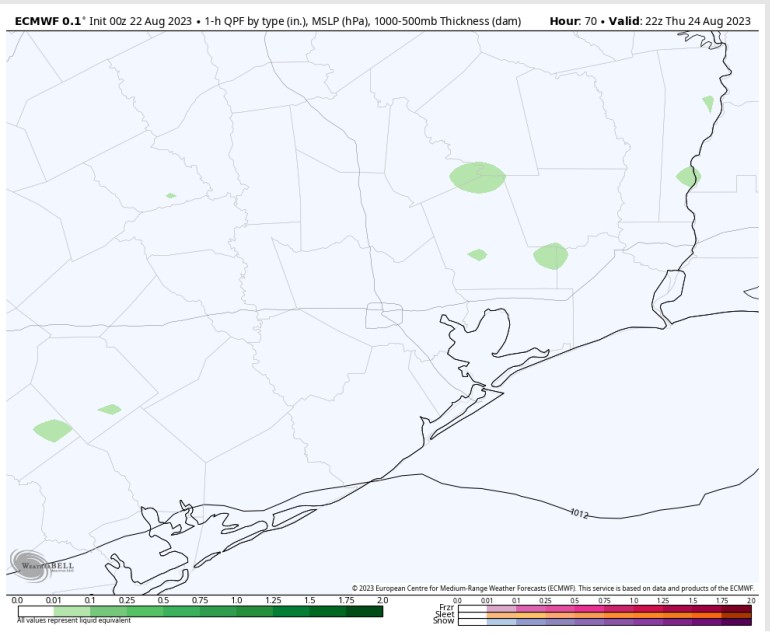 ECMWF 0.1° Init 00z 22 Aug 2023 • 1-h QPF by type (in.), MSLP (hPa), 1000-500mb Thickness (dam) Hour: 70 • Valid: 22z Thu 24 Aug 2023
1012
WEATHERBELL
© 2023 European Centre for Medium-Range Weather Forecasts (ECMWF). This service is based on data and products of the ECMWF.
0.0 0.01 0.1 0.25 0.5 0.75 1.0 1.25 1.5 1.75 2.0
All values represent liquid equivalent
0.0 0.01 0.1 0.25 0.5 0.75 1.0 1.25 1.5 1.75 2.0
Frzr
Sleet
Snow